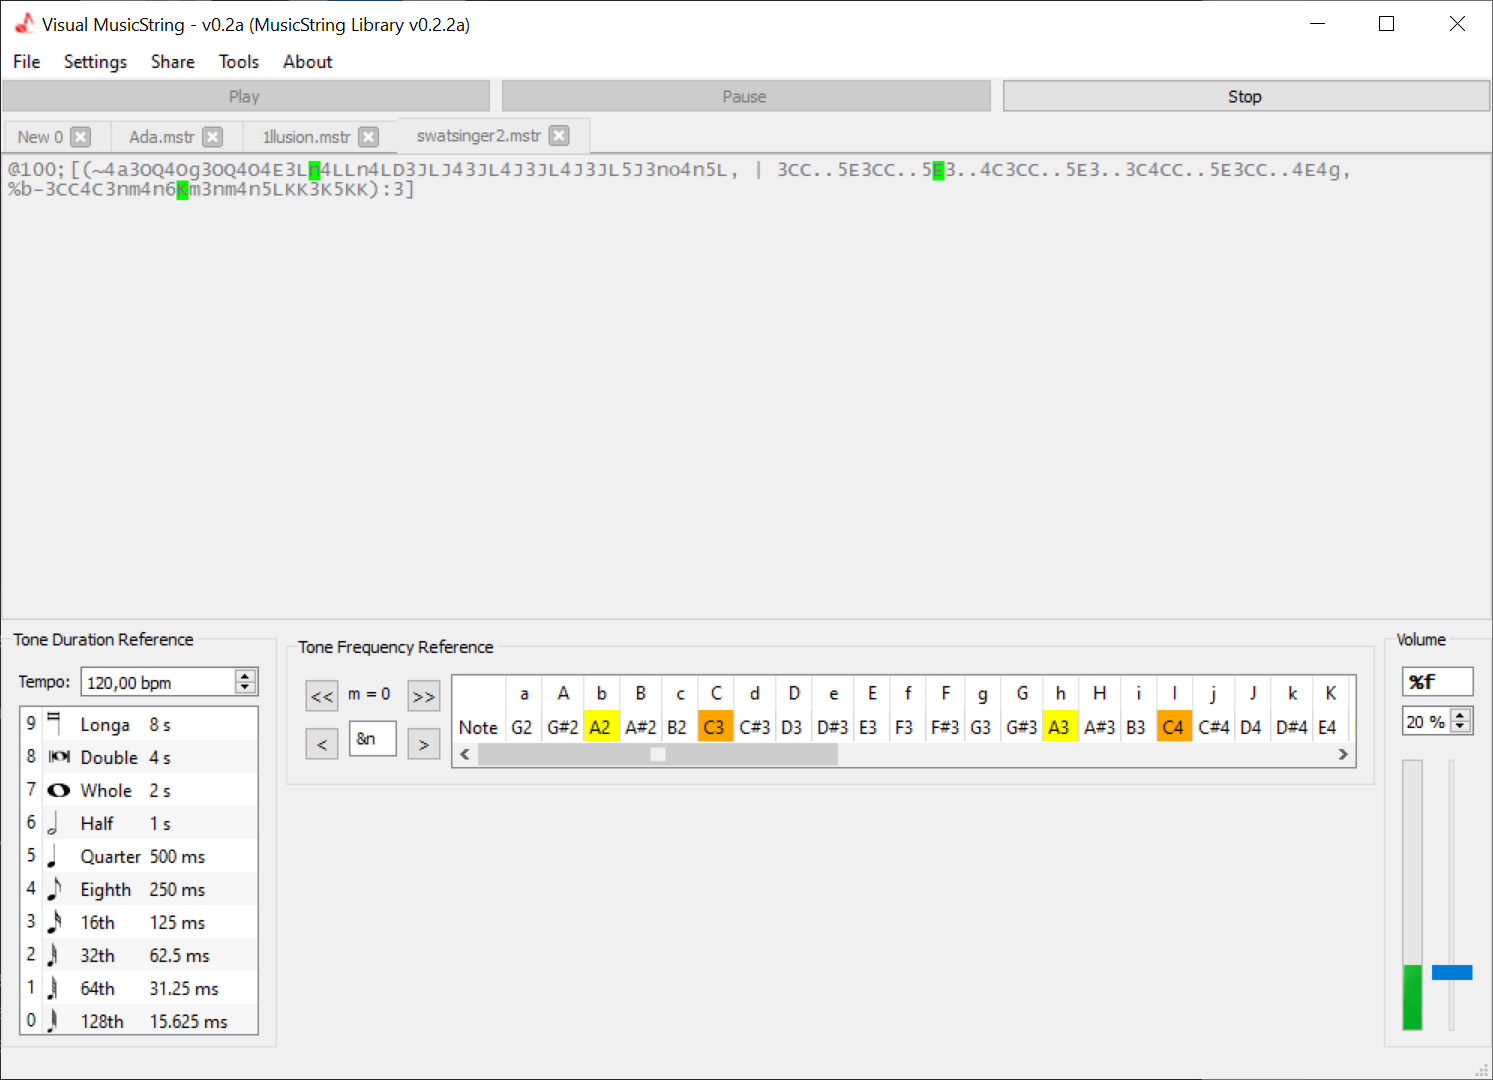 Visual MusicString - v0.2a (MusicString Library v0.2.2a)
File Settings Share Tools About
Play Pause Stop
New 0 Ada.mstr 1llusion.mstr swatsinger2.mstr
@100;[(~4a3OQ4Og3OQ4O4E3Ln4LLn4LD3JLJ43JL4J3JL4J3JL5J3no4n5L, | 3CC..5E3CC..5E3..4C3CC..5E3..3C4CC..5E3CC..4E4g,
%b-3CC4C3nm4n6Km3nm4n5LKK3K5KK):3]
Tone Duration Reference
Tempo: 120,00 bpm
9 Longa 8 s
8 Double 4 s
7 Whole 2 s
6 Half 1 s
5 Quarter 500 ms
4 Eighth 250 ms
3 16th 125 ms
2 32th 62.5 ms
1 64th 31.25 ms
0 128th 15.625 ms
Tone Frequency Reference
<< m = 0 >>
< &n >
a A b B c C d D e E f F g G h H i I j J k K
Note G2 G#2 A2 A#2 B2 C3 C#3 D3 D#3 E3 F3 F#3 G3 G#3 A3 A#3 B3 C4 C#4 D4 D#4 E4
Volume
%f
20 %